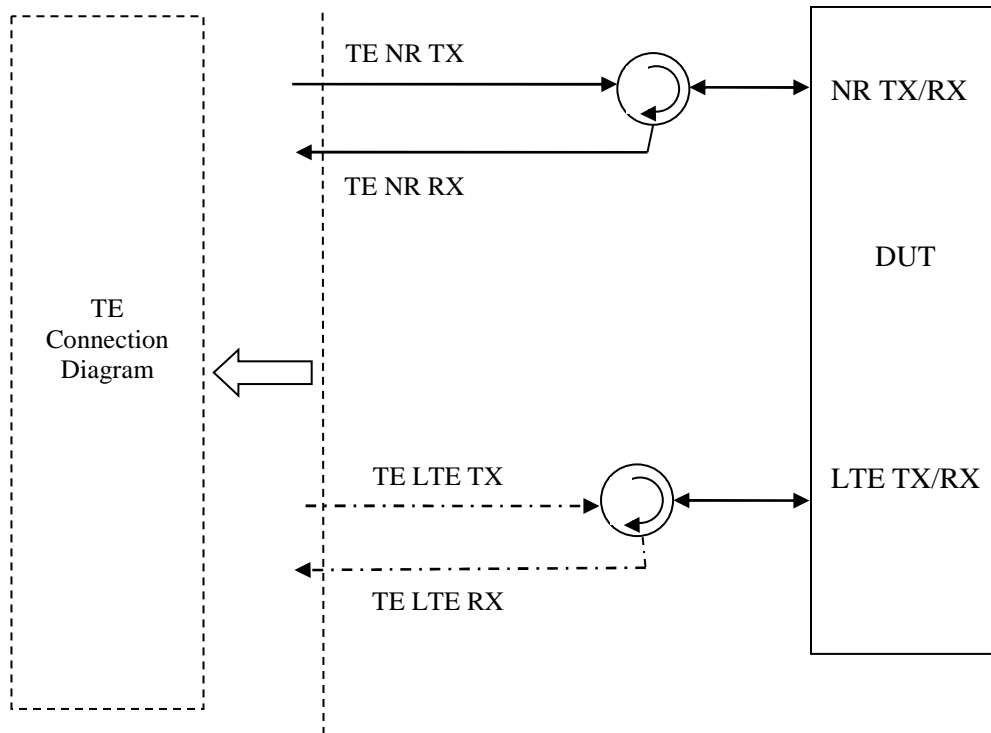 TE NR TX
NR TX/RX
TE NR RX
DUT
TE
Connection
Diagram
TE LTE TX
LTE TX/RX
TE LTE RX